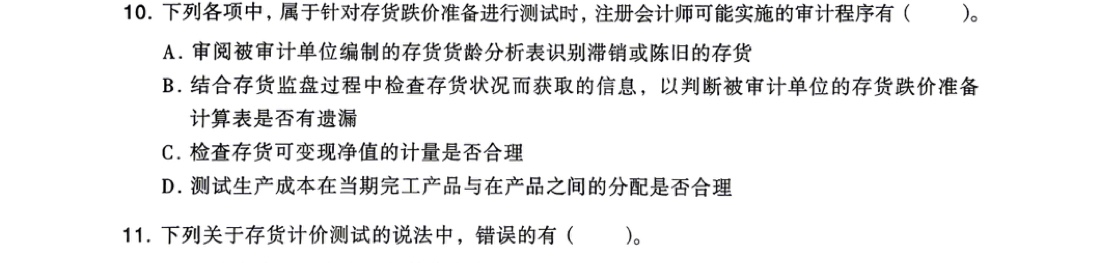 10. 下列各项中，属于针对存货跌价准备进行测试时，注册会计师可能实施的审计程序有（　　）。
A. 审阅被审计单位编制的存货货龄分析表识别滞销或陈旧的存货
B. 结合存货监盘过程中检查存货状况而获取的信息，以判断被审计单位的存货跌价准备
计算表是否有遗漏
C. 检查存货可变现净值的计量是否合理
D. 测试生产成本在当期完工产品与在产品之间的分配是否合理
11. 下列关于存货计价测试的说法中，错误的有（　　）。